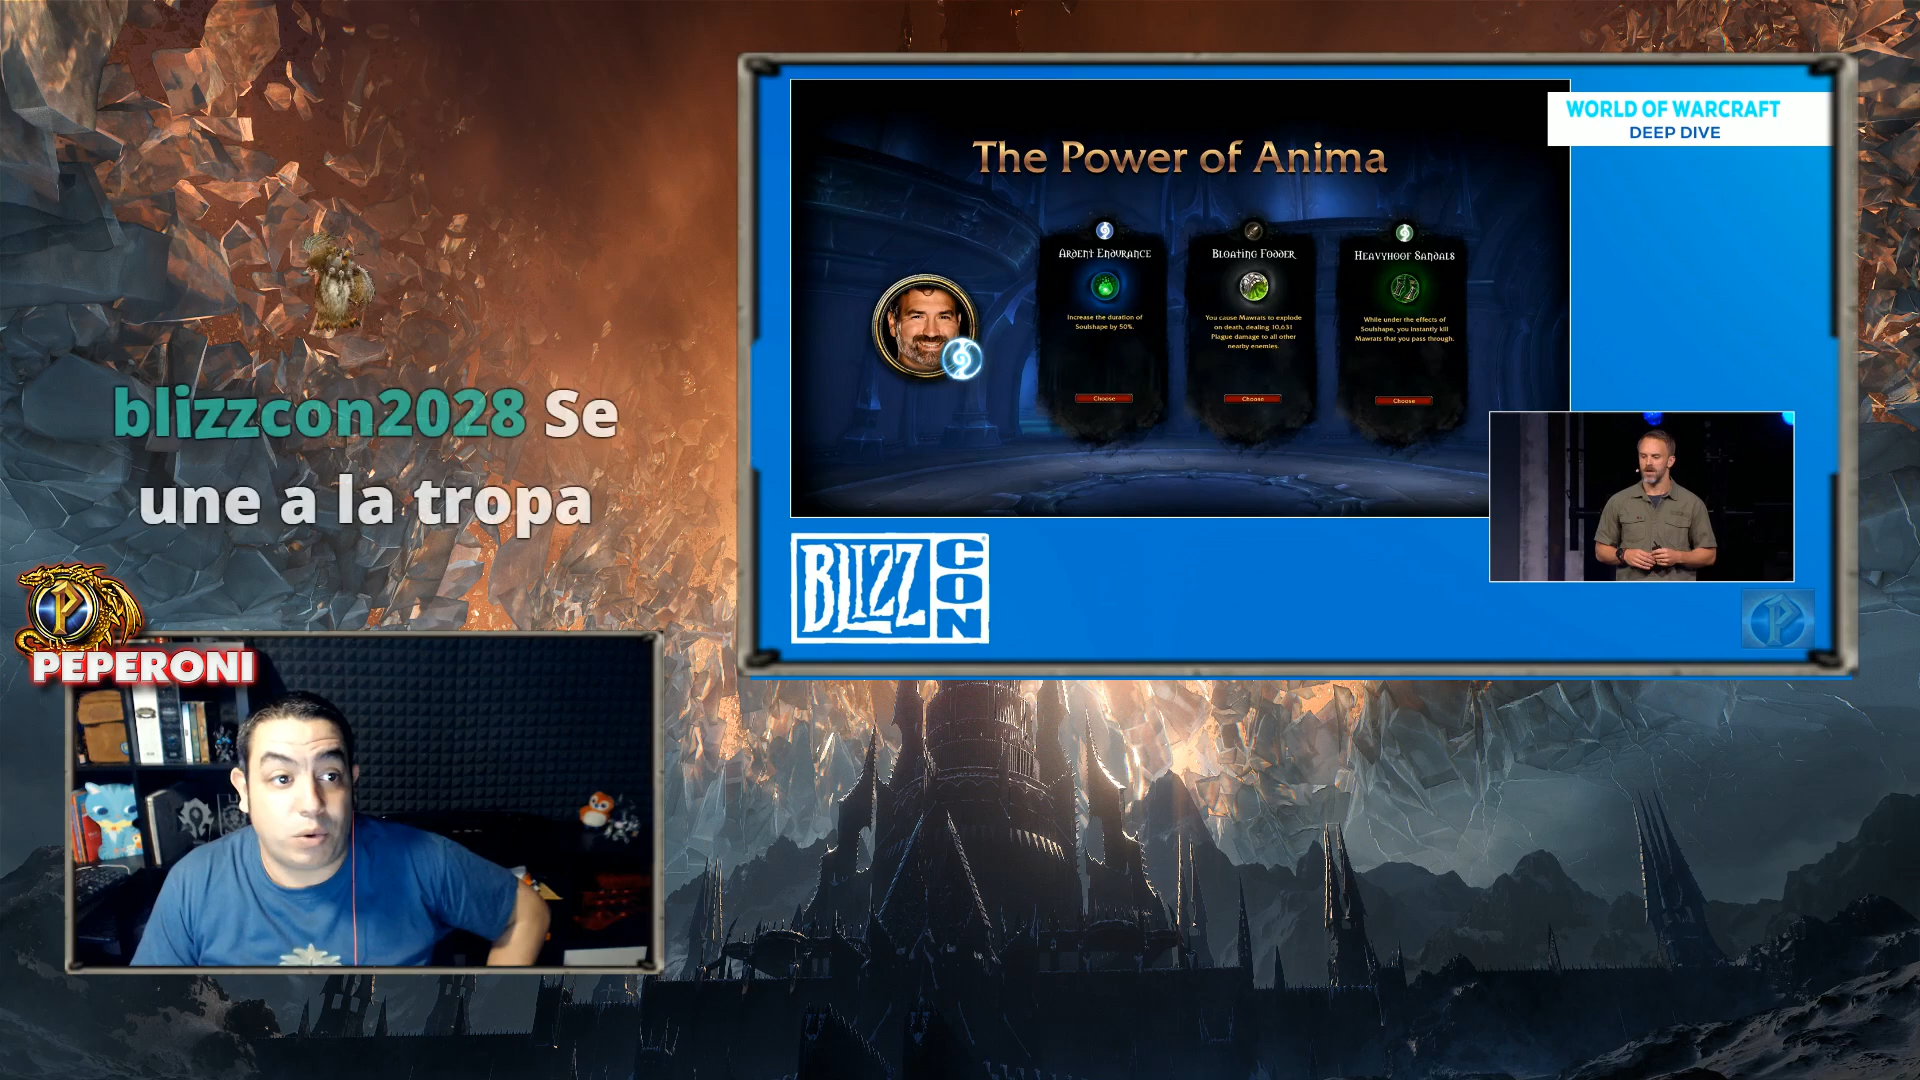 WORLD OF WARCRAFT
DEEP DIVE
The Power of Anima
Ardent Endurance
Increase the duration of
Soulshape by 50%.
Choose
Bloating Fodder
You cause Mawrats to explode
on death, dealing 10,631
Plague damage to all other
nearby enemies.
Choose
Heavyhoof Sandals
While under the effects of
Soulshape, you instantly kill
Mawrats that you pass through.
Choose
blizzcon2028 Se
une a la tropa
BLIZZ
CON
P
PEPERONI
P